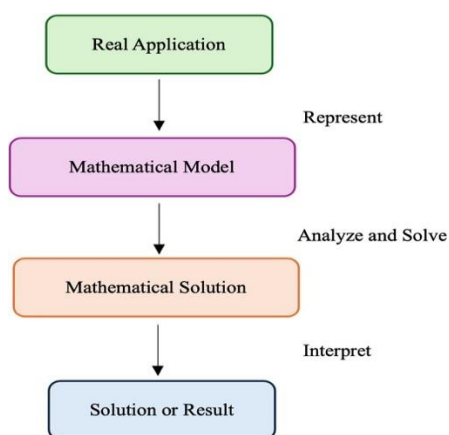 Real Application
Represent
Mathematical Model
Analyze and Solve
Mathematical Solution
Interpret
Solution or Result